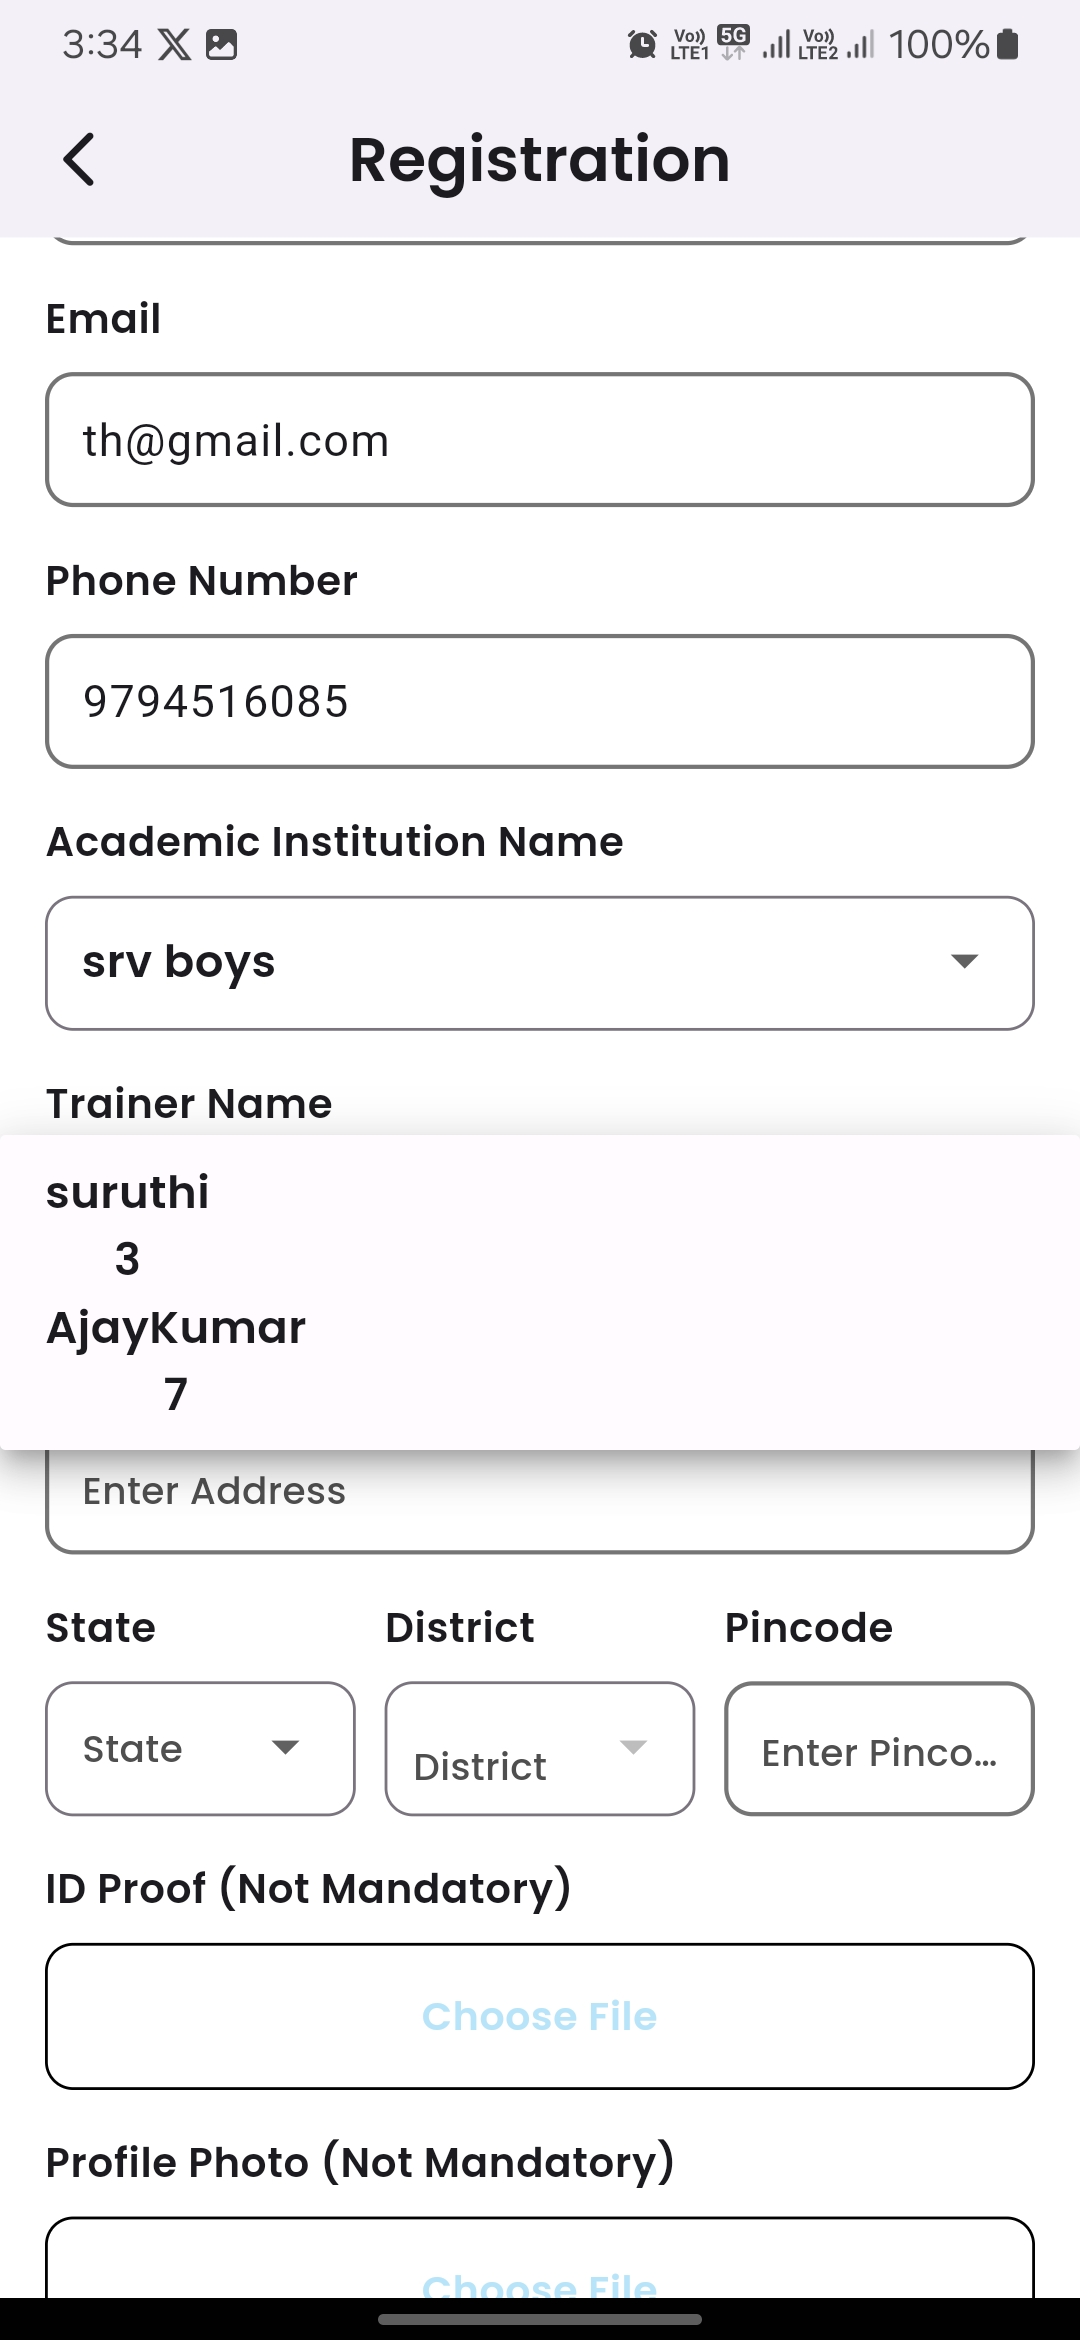 3:34 Vo)) LTE1 5G Vo)) LTE2 100%
Registration
Email
th@gmail.com
Phone Number
9794516085
Academic Institution Name
srv boys
Trainer Name
suruthi
3
AjayKumar
7
Enter Address
State District Pincode
State District Enter Pinco...
ID Proof (Not Mandatory)
Choose File
Profile Photo (Not Mandatory)
Choose File